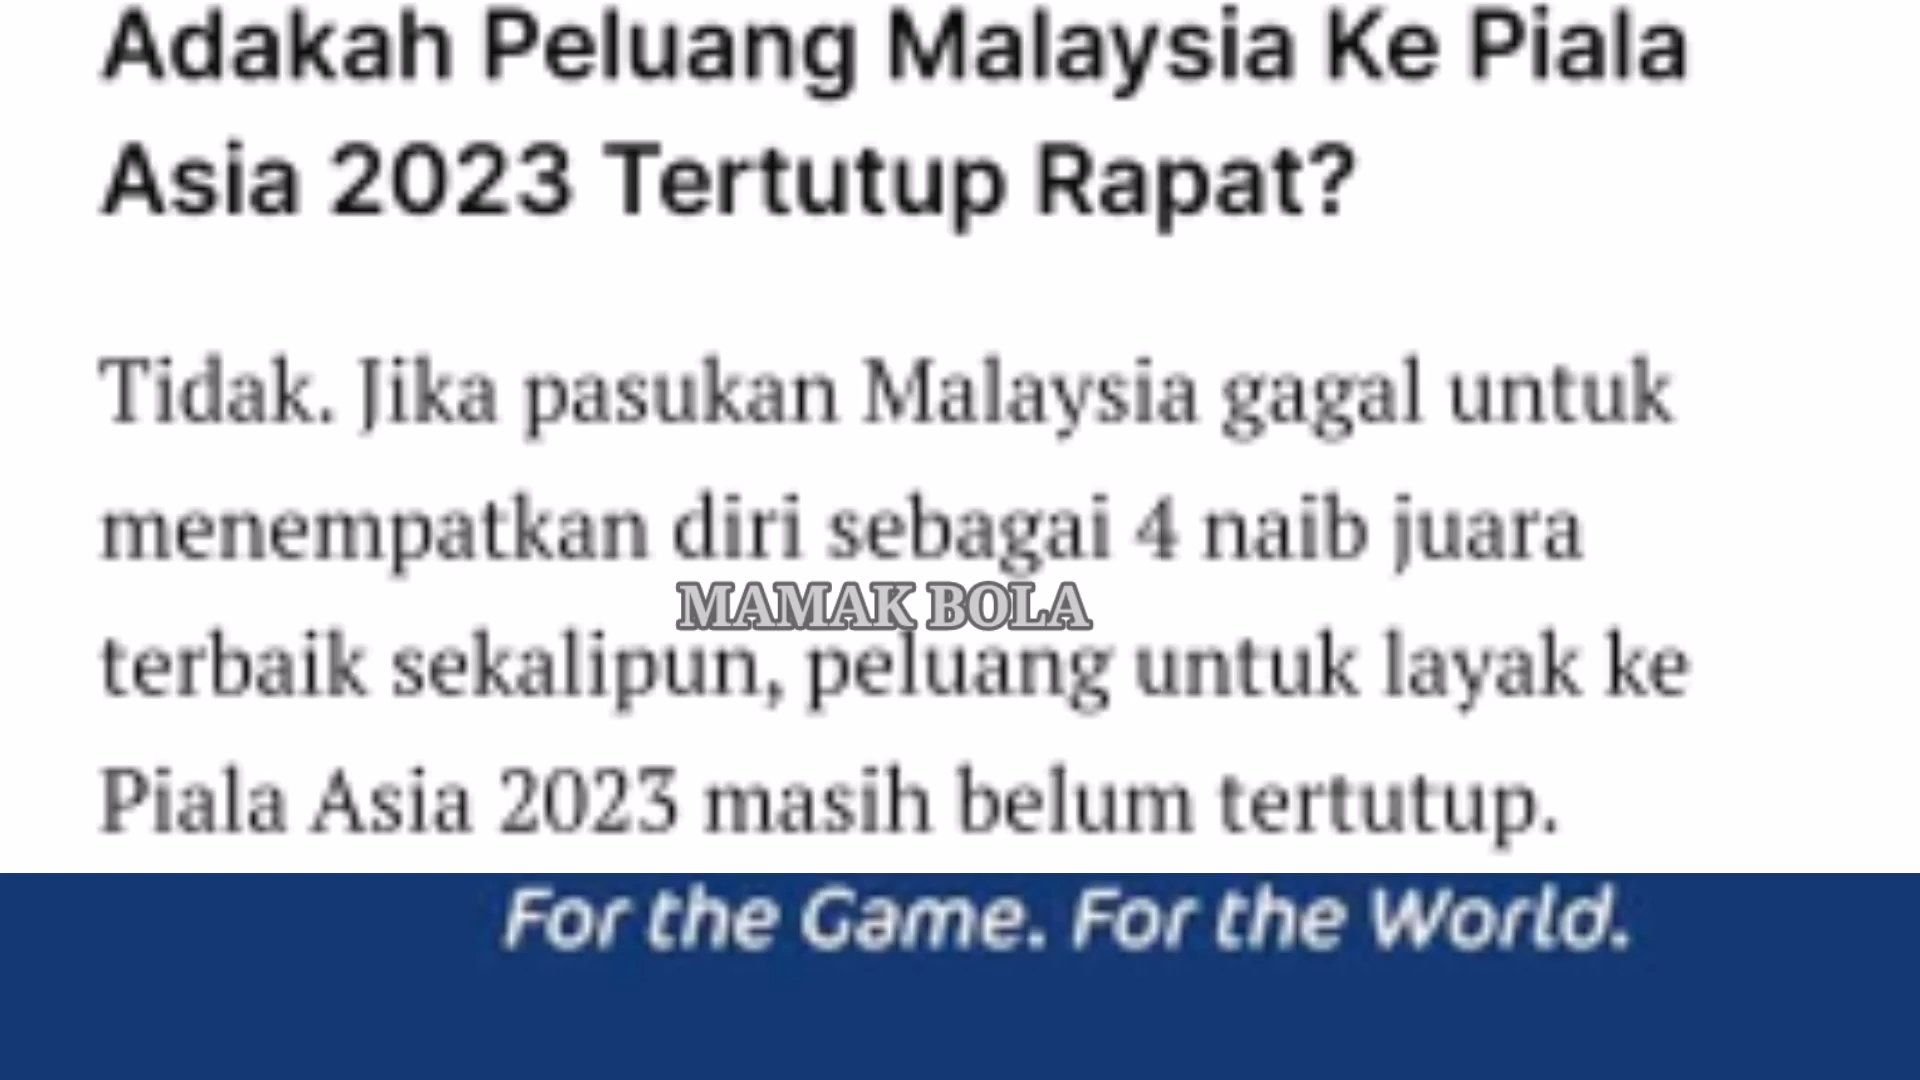 Adakah Peluang Malaysia Ke Piala
Asia 2023 Tertutup Rapat?
Tidak. Jika pasukan Malaysia gagal untuk
menempatkan diri sebagai 4 naib juara
MAMAK BOLA
terbaik sekalipun, peluang untuk layak ke
Piala Asia 2023 masih belum tertutup.
For the Game. For the World.